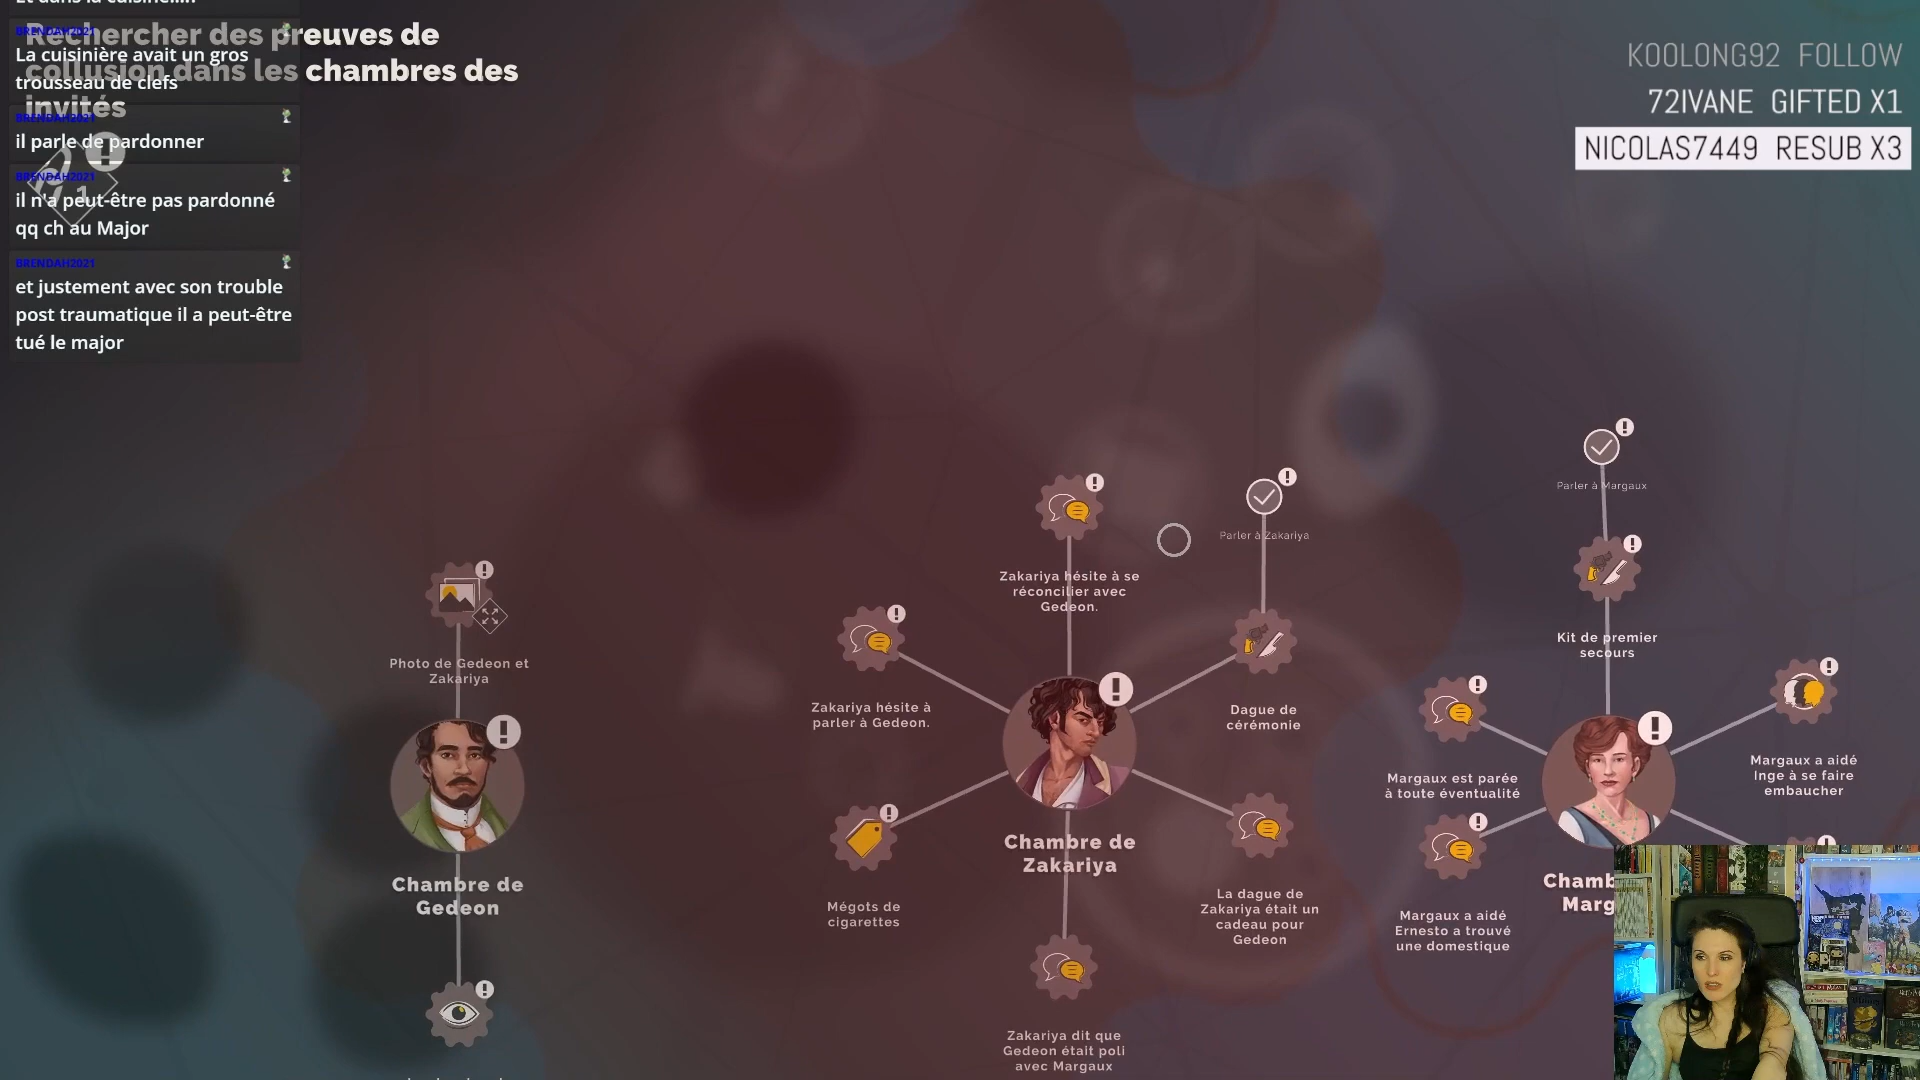 Rechercher des preuves de
collusion dans les chambres des
invités
BRENDAH2021
La cuisinière avait un gros
trousseau de clefs
BRENDAH2021
il parle de pardonner
BRENDAH2021
il n'a peut-être pas pardonné
qq ch au Major
BRENDAH2021
et justement avec son trouble
post traumatique il a peut-être
tué le major
1
KOOLONG92 FOLLOW
72IVANE GIFTED X1
NICOLAS7449 RESUB X3
Photo de Gedeon et
Zakariya
Chambre de
Gedeon
Zakariya hésite à se
réconcilier avec
Gedeon.
Parler à Zakariya
Zakariya hésite à
parler à Gedeon.
Dague de
cérémonie
Chambre de
Zakariya
Mégots de
cigarettes
La dague de
Zakariya était un
cadeau pour
Gedeon
Zakariya dit que
Gedeon était poli
avec Margaux
Parler à Margaux
Kit de premier
secours
Margaux est parée
à toute éventualité
Margaux a aidé
Inge à se faire
embaucher
Margaux a aidé
Ernesto a trouvé
une domestique
Chamb
Marg